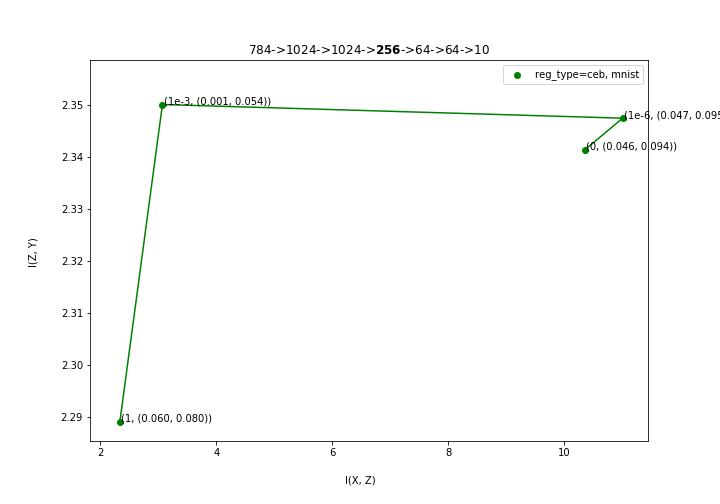 784->1024->1024->256->64->64->10
reg_type=ceb, mnist
(1e-3, (0.001, 0.054))
(1e-6, (0.047, 0.095
(0, (0.046, 0.094))
(1, (0.060, 0.080))
2.35
2.34
2.33
2.32
2.31
2.30
2.29
I(Z, Y)
2 4 6 8 10
I(X, Z)